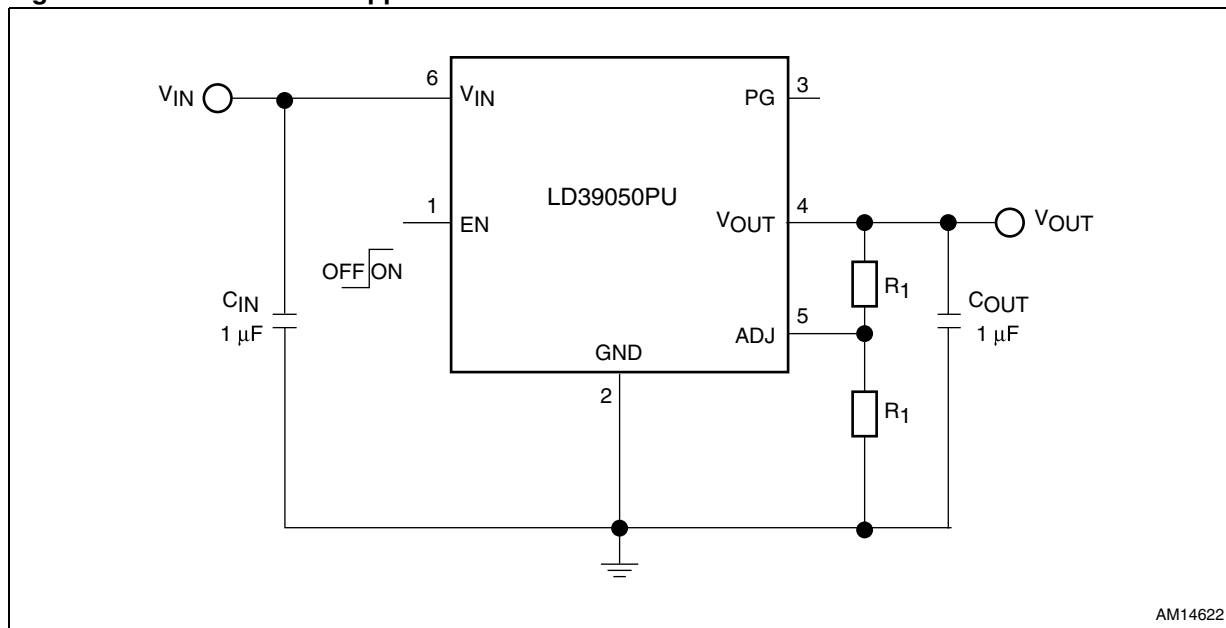 6
3
VIN
VIN
PG
LD39050PU
1
4
EN
VOUT
VOUT
OFF ON
R1
CIN
1 μF
5
COUT
1 μF
ADJ
GND
2
R1
AM14622